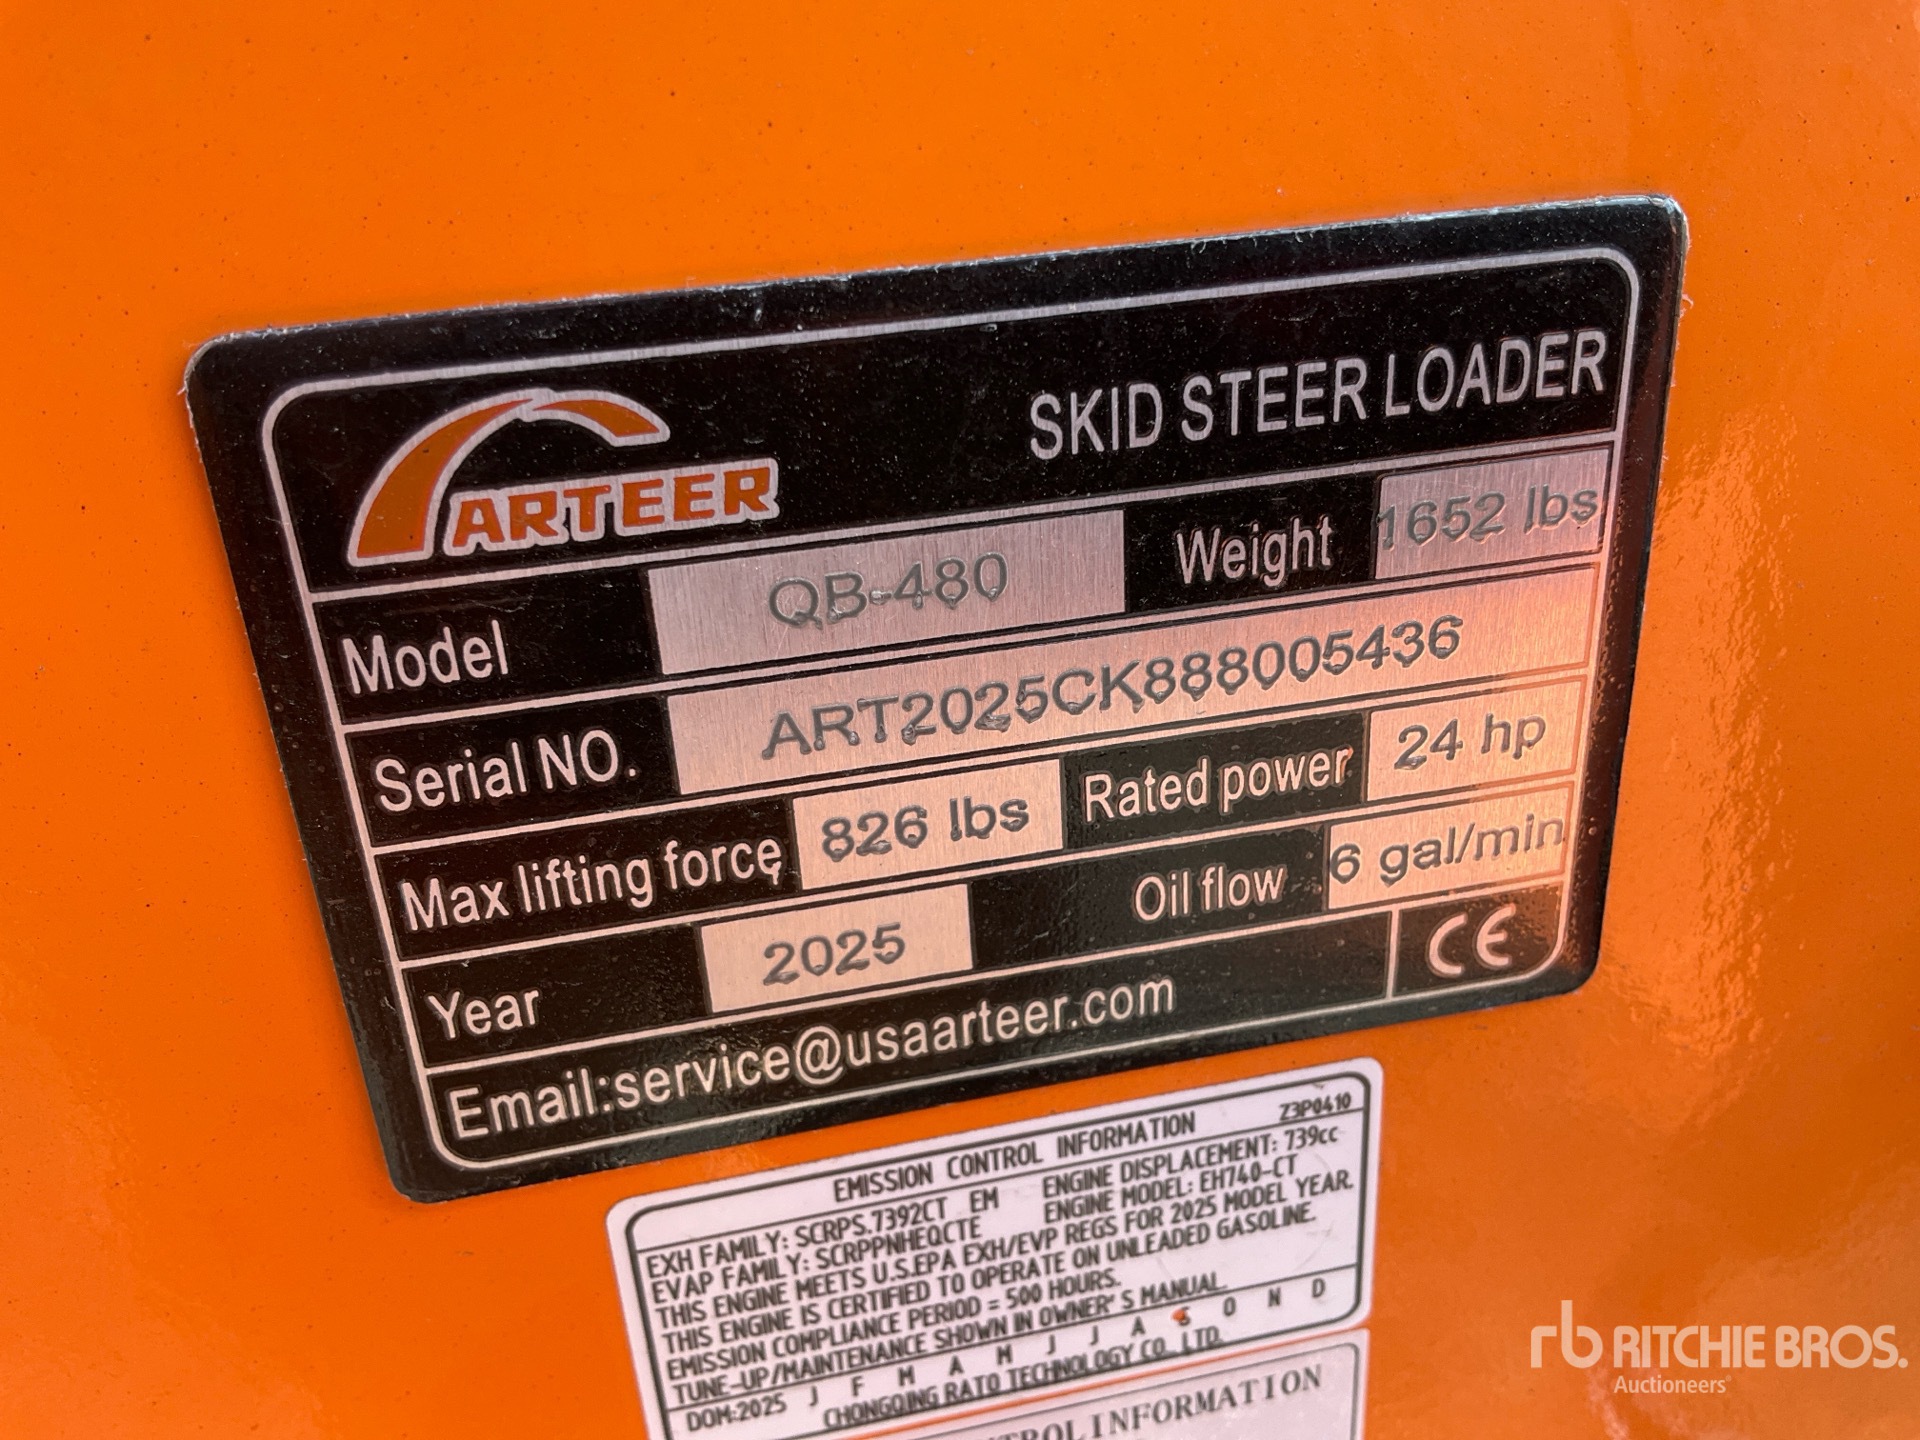 ARTEER
SKID STEER LOADER
Model QB-480 Weight 1652 lbs
Serial NO. ART2025CK888005436
Max lifting force 826 lbs Rated power 24 hp
Year 2025 Oil flow 6 gal/min
Email:service@usaarteer.com CE
EMISSION CONTROL INFORMATION Z3P0410
EXH FAMILY: SCRPS.7392CT EM ENGINE DISPLACEMENT: 739cc
EVAP FAMILY: SCRPPNHEQCTE ENGINE MODEL: EH740-CT
THIS ENGINE MEETS U.S.EPA EXH/EVP REGS FOR 2025 MODEL YEAR.
THIS ENGINE IS CERTIFIED TO OPERATE ON UNLEADED GASOLINE.
EMISSION COMPLIANCE PERIOD = 500 HOURS.
TUNE-UP/MAINTENANCE SHOWN IN OWNER'S MANUAL.
DOM:2025 J F M A M J J A S O N D
CHONGQING RATO TECHNOLOGY CO., LTD.
INFORMATION
rb RITCHIE BROS.
Auctioneers